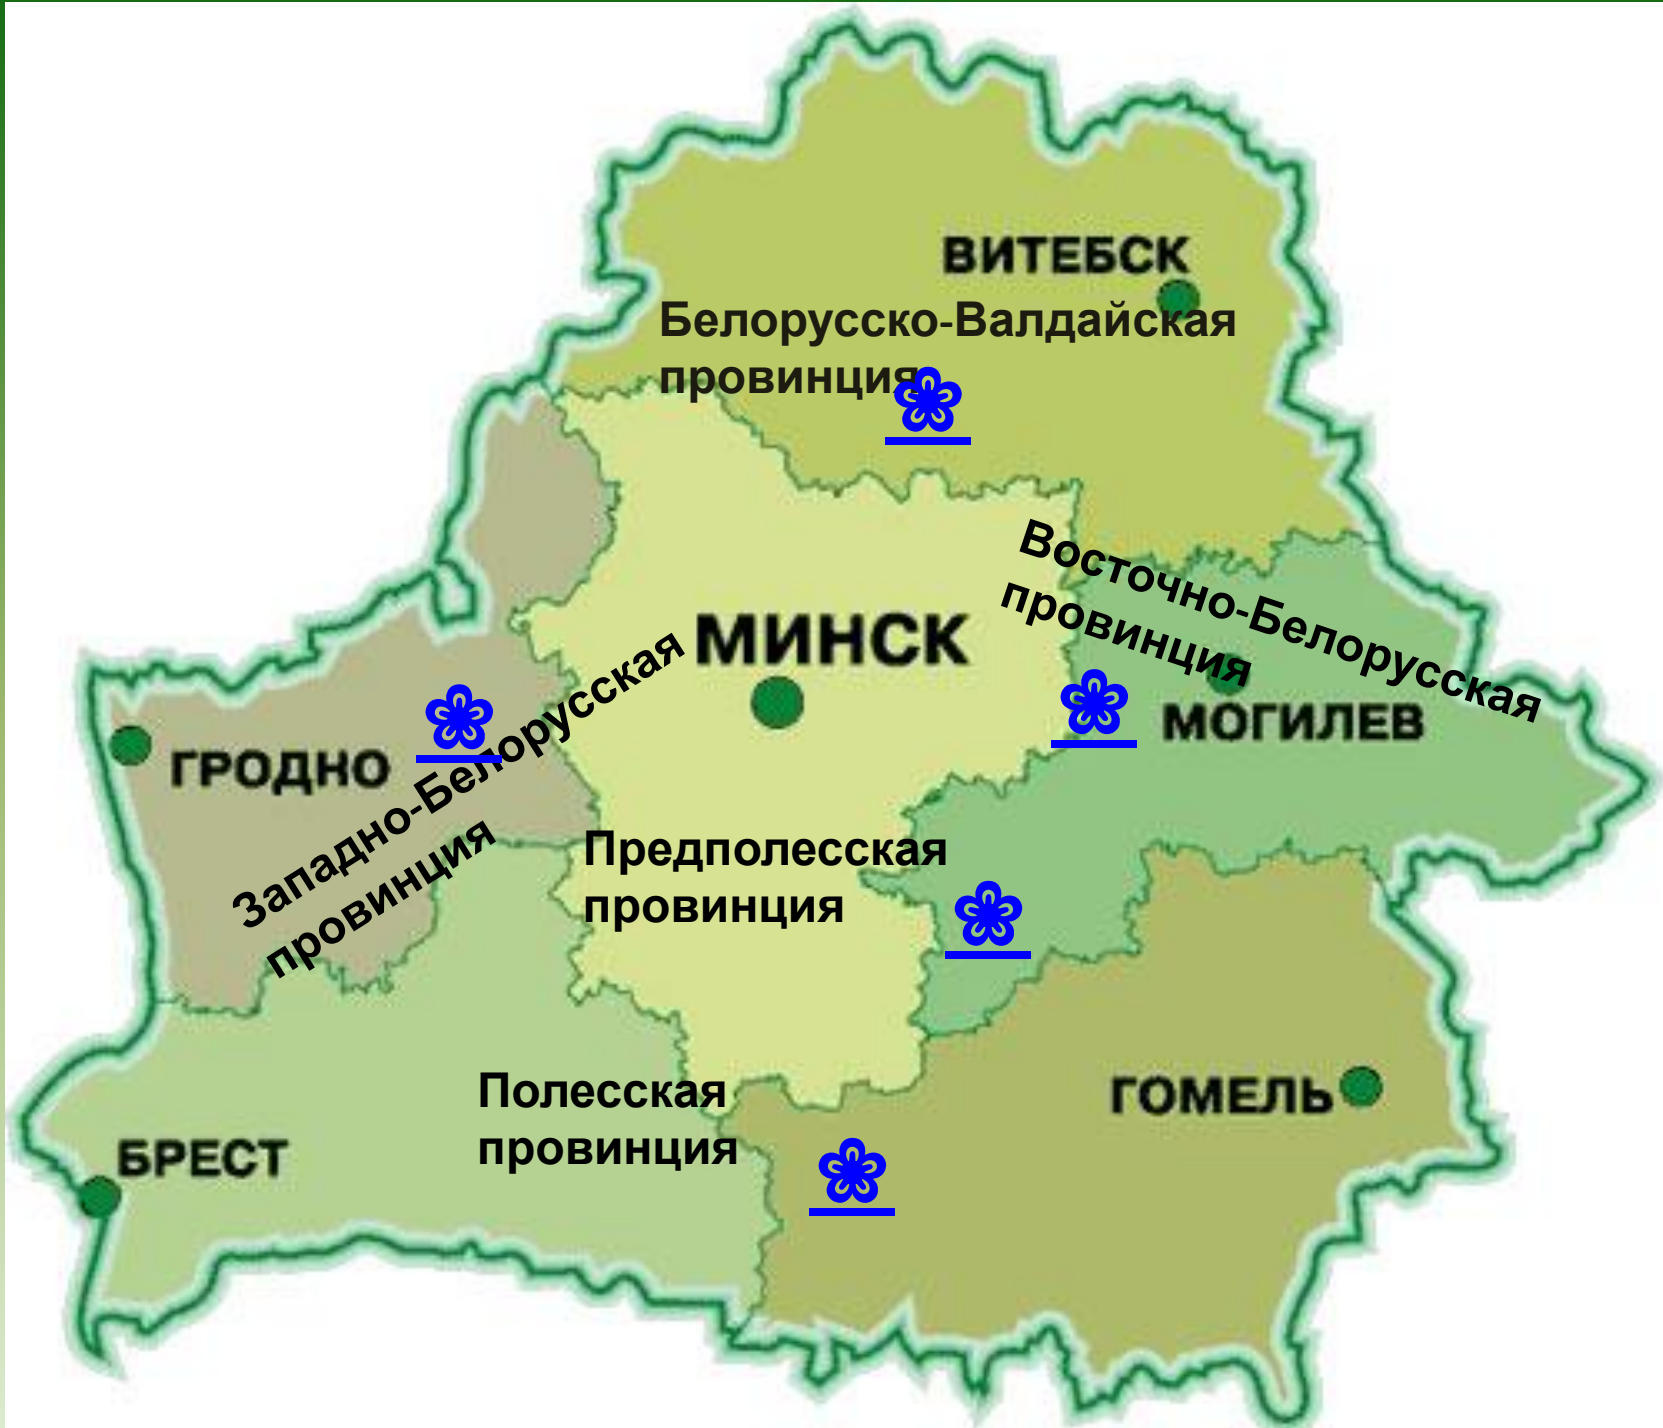 ВИТЕБСК
Белорусско-Валдайская
провинция
Восточно-Белорусская
провинция
МИНСК
МОГИЛЕВ
ГРОДНО
Западно-Белорусская
провинция
Предполесская
провинция
Полесская
провинция
ГОМЕЛЬ
БРЕСТ